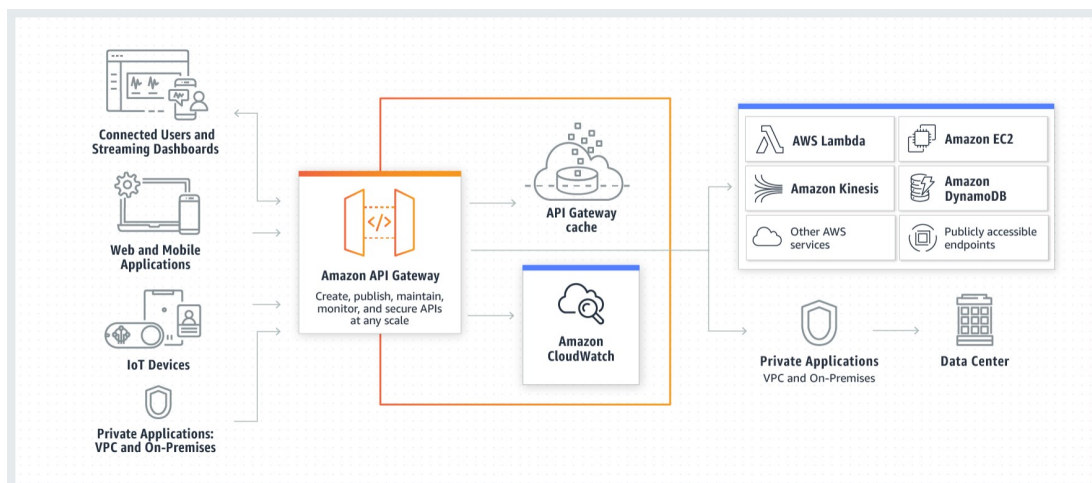 Connected Users and
Streaming Dashboards
Web and Mobile
Applications
IoT Devices
Private Applications:
VPC and On-Premises
</>
Amazon API Gateway
Create, publish, maintain,
monitor, and secure APIs
at any scale
API Gateway
cache
Amazon
CloudWatch
AWS Lambda
Amazon EC2
Amazon Kinesis
Amazon
DynamoDB
Other AWS
services
Publicly accessible
endpoints
Private Applications
VPC and On-Premises
Data Center